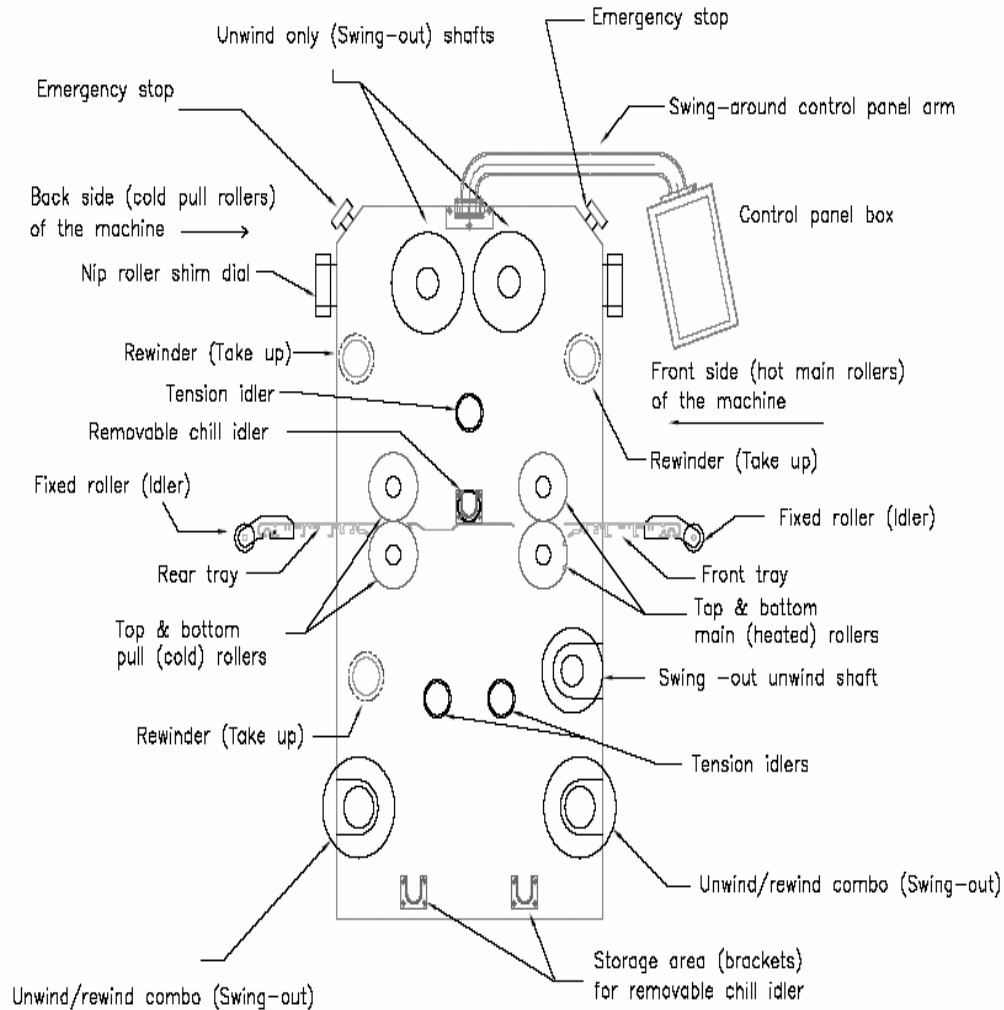 Emergency stop
Unwind only (Swing-out) shafts
Emergency stop
Swing-around control panel arm
Back side (cold pull rollers)
of the machine
Control panel box
Nip roller shim dial
Rewinder (Take up)
Front side (hot main rollers)
of the machine
Tension idler
Removable chill idler
Rewinder (Take up)
Fixed roller (Idler)
Fixed roller (Idler)
Rear tray
Front tray
Top & bottom
pull (cold) rollers
Top & bottom
main (heated) rollers
Swing -out unwind shaft
Rewinder (Take up)
Tension idlers
Unwind/rewind combo (Swing-out)
Storage area (brackets)
for removable chill idler
Unwind/rewind combo (Swing-out)